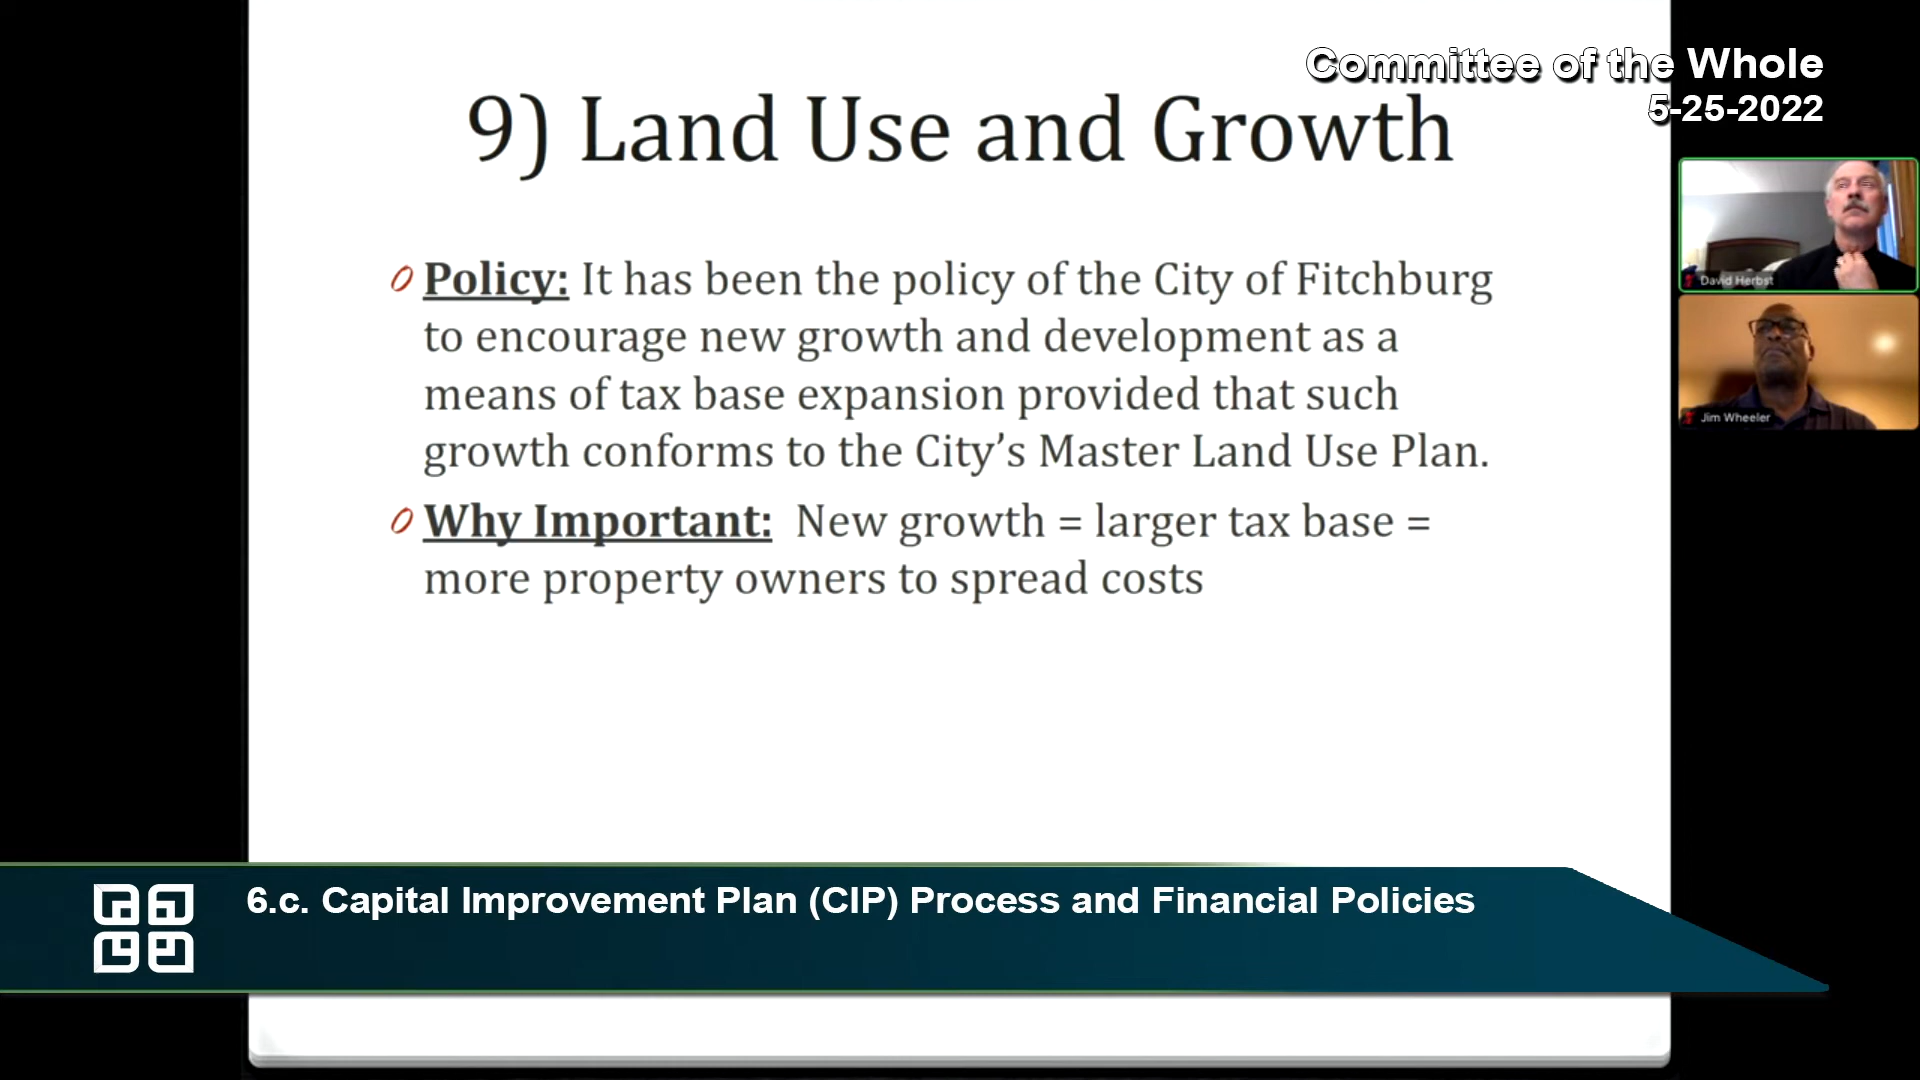 Committee of the Whole
5-25-2022
9) Land Use and Growth
Policy: It has been the policy of the City of Fitchburg
to encourage new growth and development as a
means of tax base expansion provided that such
growth conforms to the City’s Master Land Use Plan.
Why Important:  New growth = larger tax base =
more property owners to spread costs
David Herbst
Jim Wheeler
6.c. Capital Improvement Plan (CIP) Process and Financial Policies